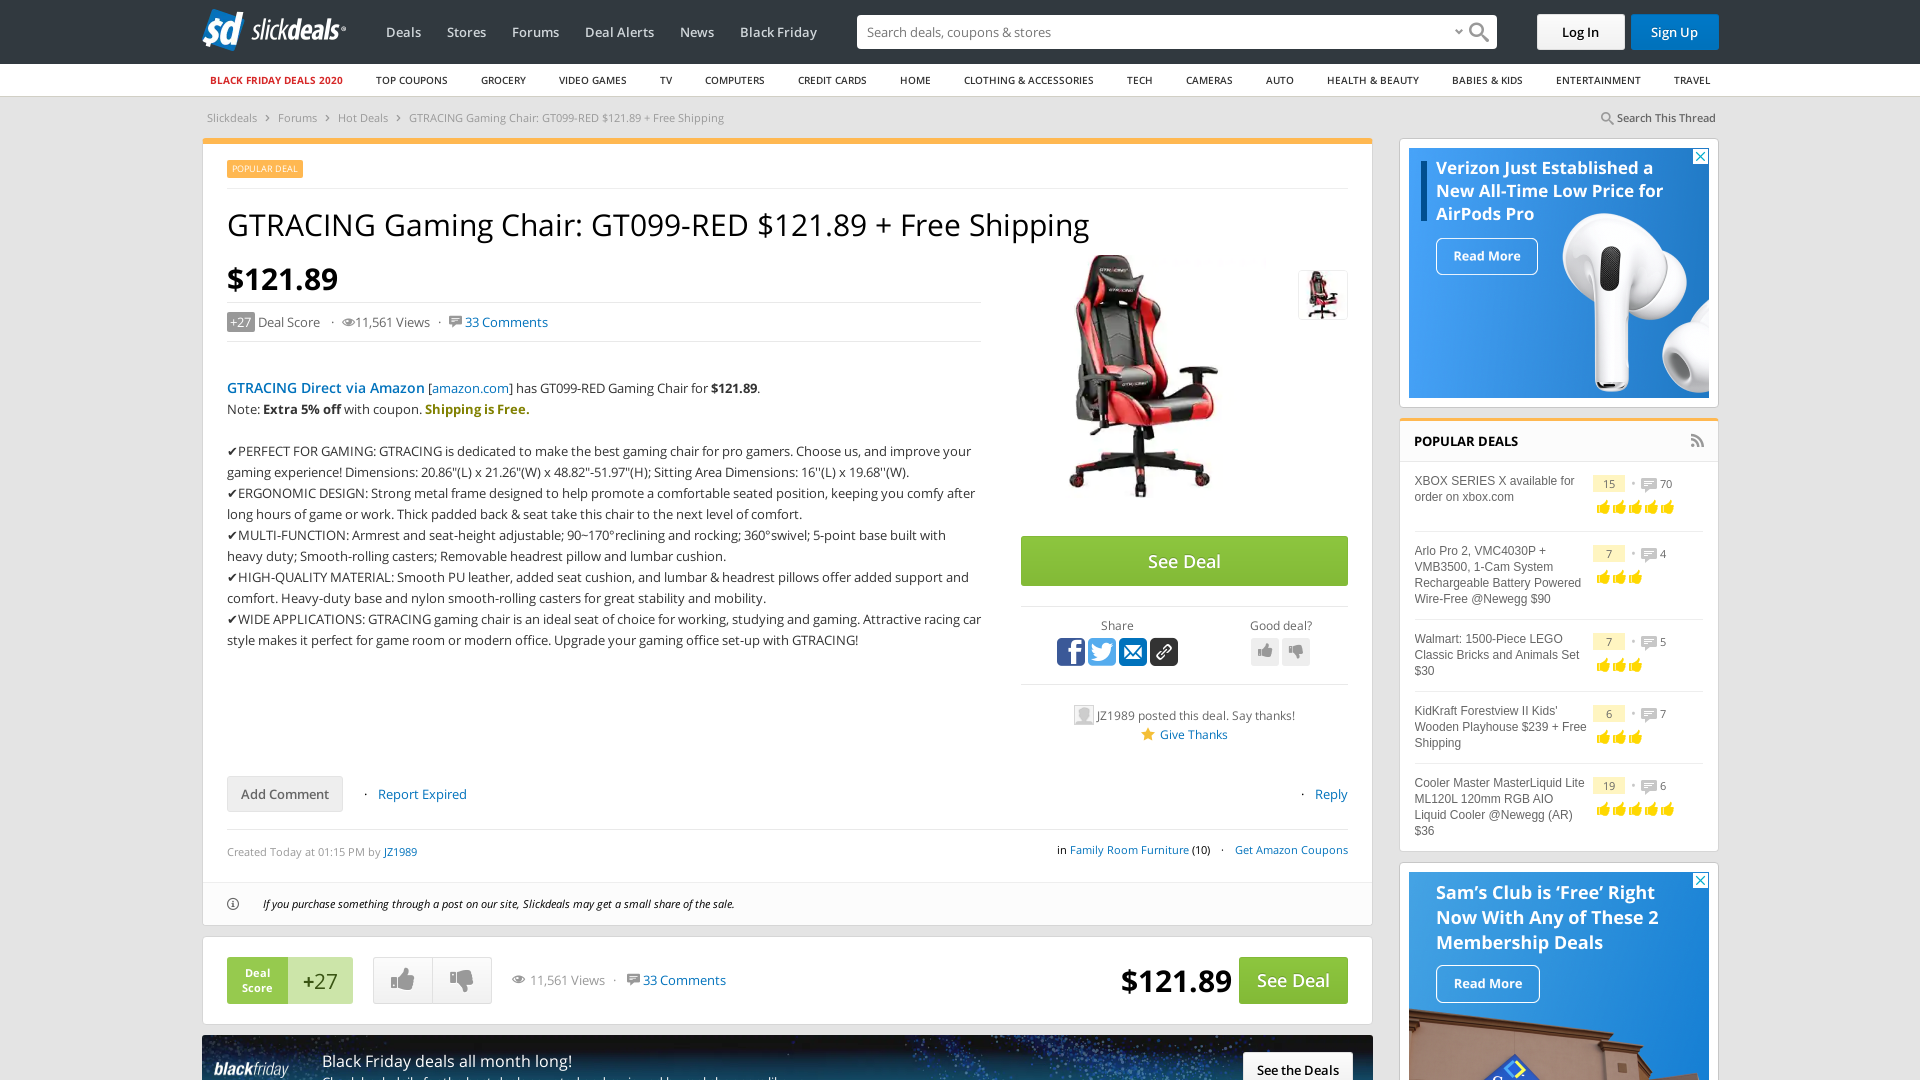 slickdeals
Deals
Stores
Forums
Deal Alerts
News
Black Friday
Search deals, coupons & stores
Log In
Sign Up
BLACK FRIDAY DEALS 2020
TOP COUPONS
GROCERY
VIDEO GAMES
TV
COMPUTERS
CREDIT CARDS
HOME
CLOTHING & ACCESSORIES
TECH
CAMERAS
AUTO
HEALTH & BEAUTY
BABIES & KIDS
ENTERTAINMENT
TRAVEL
Slickdeals › Forums › Hot Deals › GTRACING Gaming Chair: GT099-RED $121.89 + Free Shipping
Search This Thread
POPULAR DEAL
GTRACING Gaming Chair: GT099-RED $121.89 + Free Shipping
$121.89
+27 Deal Score · 11,561 Views · 33 Comments
GTRACING Direct via Amazon [amazon.com] has GT099-RED Gaming Chair for $121.89.
Note: Extra 5% off with coupon. Shipping is Free.
✔PERFECT FOR GAMING: GTRACING is dedicated to make the best gaming chair for pro gamers. Choose us, and improve your
gaming experience! Dimensions: 20.86"(L) x 21.26"(W) x 48.82"-51.97"(H); Sitting Area Dimensions: 16''(L) x 19.68''(W).
✔ERGONOMIC DESIGN: Strong metal frame designed to help promote a comfortable seated position, keeping you comfy after
long hours of game or work. Thick padded back & seat take this chair to the next level of comfort.
✔MULTI-FUNCTION: Armrest and seat-height adjustable; 90~170°reclining and rocking; 360°swivel; 5-point base built with
heavy duty; Smooth-rolling casters; Removable headrest pillow and lumbar cushion.
✔HIGH-QUALITY MATERIAL: Smooth PU leather, added seat cushion, and lumbar & headrest pillows offer added support and
comfort. Heavy-duty base and nylon smooth-rolling casters for great stability and mobility.
✔WIDE APPLICATIONS: GTRACING gaming chair is an ideal seat of choice for working, studying and gaming. Attractive racing car
style makes it perfect for game room or modern office. Upgrade your gaming office set-up with GTRACING!
See Deal
Share
Good deal?
JZ1989 posted this deal. Say thanks!
Give Thanks
Add Comment
· Report Expired
· Reply
Created Today at 01:15 PM by JZ1989
in Family Room Furniture (10) · Get Amazon Coupons
If you purchase something through a post on our site, Slickdeals may get a small share of the sale.
Deal
Score
+27
11,561 Views · 33 Comments
$121.89
See Deal
blackfriday
Black Friday deals all month long!
See the Deals
Verizon Just Established a
New All-Time Low Price for
AirPods Pro
Read More
POPULAR DEALS
XBOX SERIES X available for
order on xbox.com
15 · 70
Arlo Pro 2, VMC4030P +
VMB3500, 1-Cam System
Rechargeable Battery Powered
Wire-Free @Newegg $90
7 · 4
Walmart: 1500-Piece LEGO
Classic Bricks and Animals Set
$30
7 · 5
KidKraft Forestview II Kids'
Wooden Playhouse $239 + Free
Shipping
6 · 7
Cooler Master MasterLiquid Lite
ML120L 120mm RGB AIO
Liquid Cooler @Newegg (AR)
$36
19 · 6
Sam's Club is ‘Free’ Right
Now With Any of These 2
Membership Deals
Read More